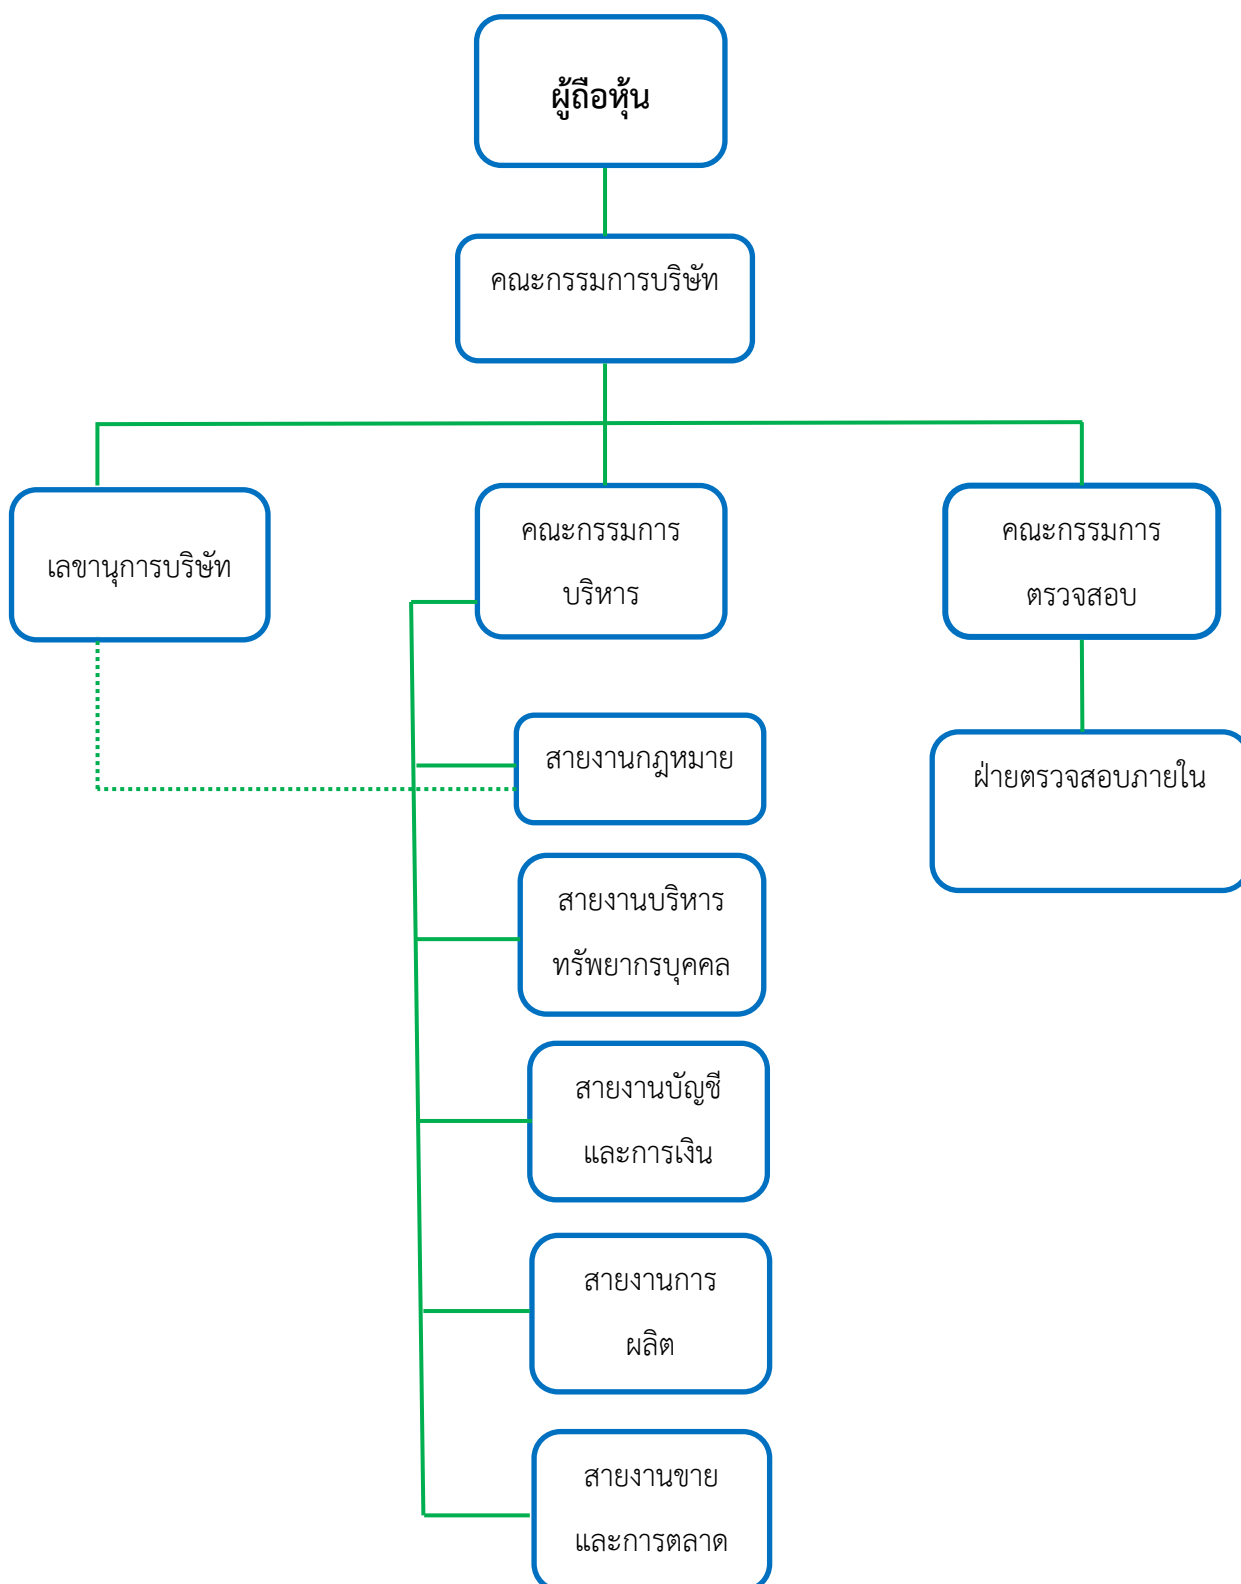 ผู้ถือหุ้น
คณะกรรมการบริษัท
เลขานุการบริษัท
คณะกรรมการ
บริหาร
คณะกรรมการ
ตรวจสอบ
สายงานกฎหมาย
ฝ่ายตรวจสอบภายใน
สายงานบริหาร
ทรัพยากรบุคคล
สายงานบัญชี
และการเงิน
สายงานการ
ผลิต
สายงานขาย
และการตลาด